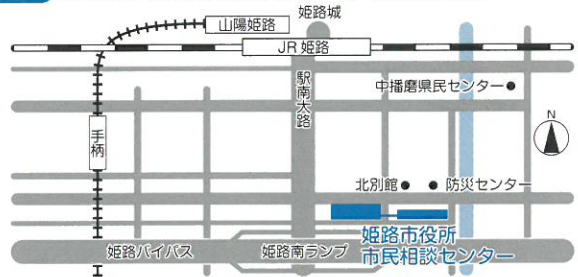 姫路城
山陽姫路
JR 姫路
駅南大路
中播磨県民センター
手柄
N
北別館
防災センター
姫路市役所
市民相談センター
姫路バイパス
姫路南ランプ